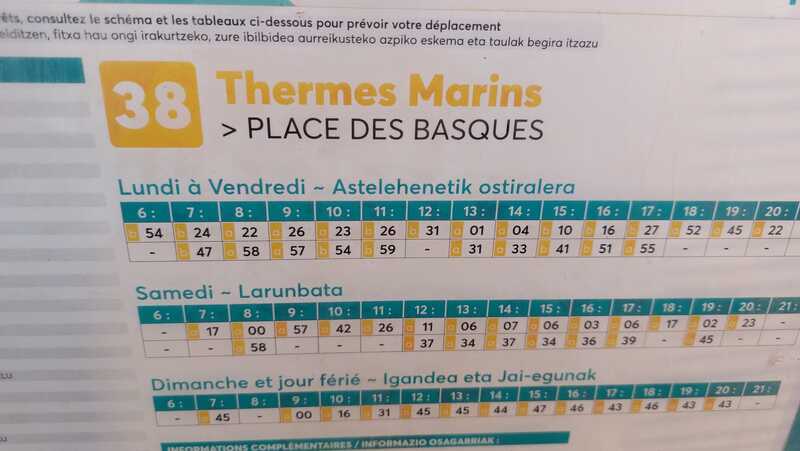 rêts, consultez le schéma et les tableaux ci-dessous pour prévoir votre déplacement
eiditzen, fitxa hau ongi irakurtzeko, zure ibilbidea aurreikusteko azpiko eskema eta taulak begira itzazu
38 Thermes Marins
> PLACE DES BASQUES
Lundi à Vendredi ~ Astelehenetik ostiralera
6 : 7 : 8 : 9 : 10 : 11 : 12 : 13 : 14 : 15 : 16 : 17 : 18 : 19 : 20 :
b 54 b 24 a 22 a 26 a 23 b 26 b 31 a 01 a 04 b 10 b 16 b 27 a 52 a 45 a 22
- b 47 a 58 a 57 b 54 b 59 - a 31 a 33 b 41 b 51 a 55 - - -
Samedi ~ Larunbata
6 : 7 : 8 : 9 : 10 : 11 : 12 : 13 : 14 : 15 : 16 : 17 : 18 : 19 : 20 : 21 :
- a 17 a 00 a 57 a 42 a 26 a 11 a 06 a 07 a 06 a 03 a 06 a 17 a 02 a 23 -
- - a 58 - - - a 37 a 34 a 37 a 34 a 36 a 39 - a 45 - -
Dimanche et jour férié ~ Igandea eta Jai-egunak
6 : 7 : 8 : 9 : 10 : 11 : 12 : 13 : 14 : 15 : 16 : 17 : 18 : 19 : 20 : 21 :
- a 45 - a 00 a 16 a 31 a 45 a 45 a 44 a 47 a 46 a 43 a 46 a 43 a 43 -
INFORMATIONS COMPLÉMENTAIRES / INFORMAZIO OSAGARRIAK :